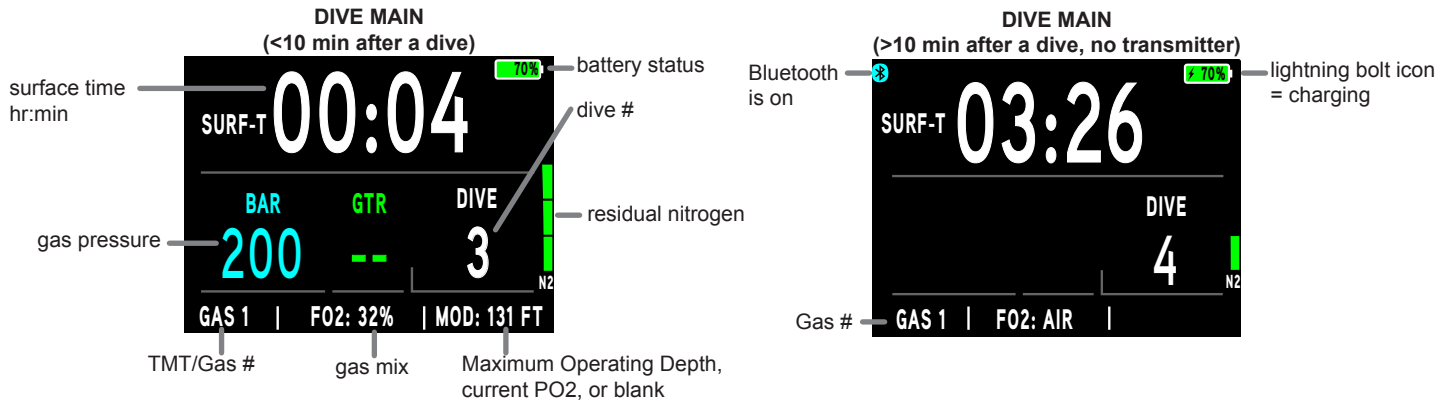 DIVE MAIN
(<10 min after a dive)
surface time
hr:min
SURF-T
00:04
70%
battery status
dive #
BAR
GTR
DIVE
200
--
3
N2
gas pressure
residual nitrogen
GAS 1 | FO2: 32% | MOD: 131 FT
TMT/Gas #
gas mix
Maximum Operating Depth,
current PO2, or blank
DIVE MAIN
(>10 min after a dive, no transmitter)
Bluetooth
is on
SURF-T
03:26
70%
lightning bolt icon
= charging
DIVE
4
N2
Gas #
GAS 1 | FO2: AIR |